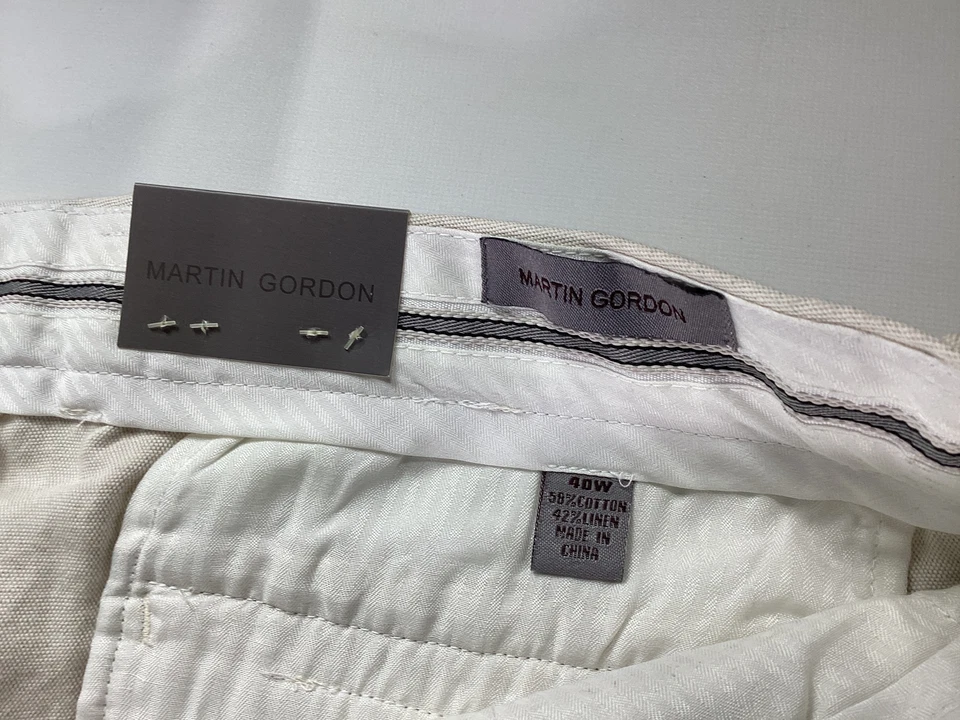 MARTIN GORDON
MARTIN GORDON
40W
58%COTTON
42%LINEN
MADE IN
CHINA